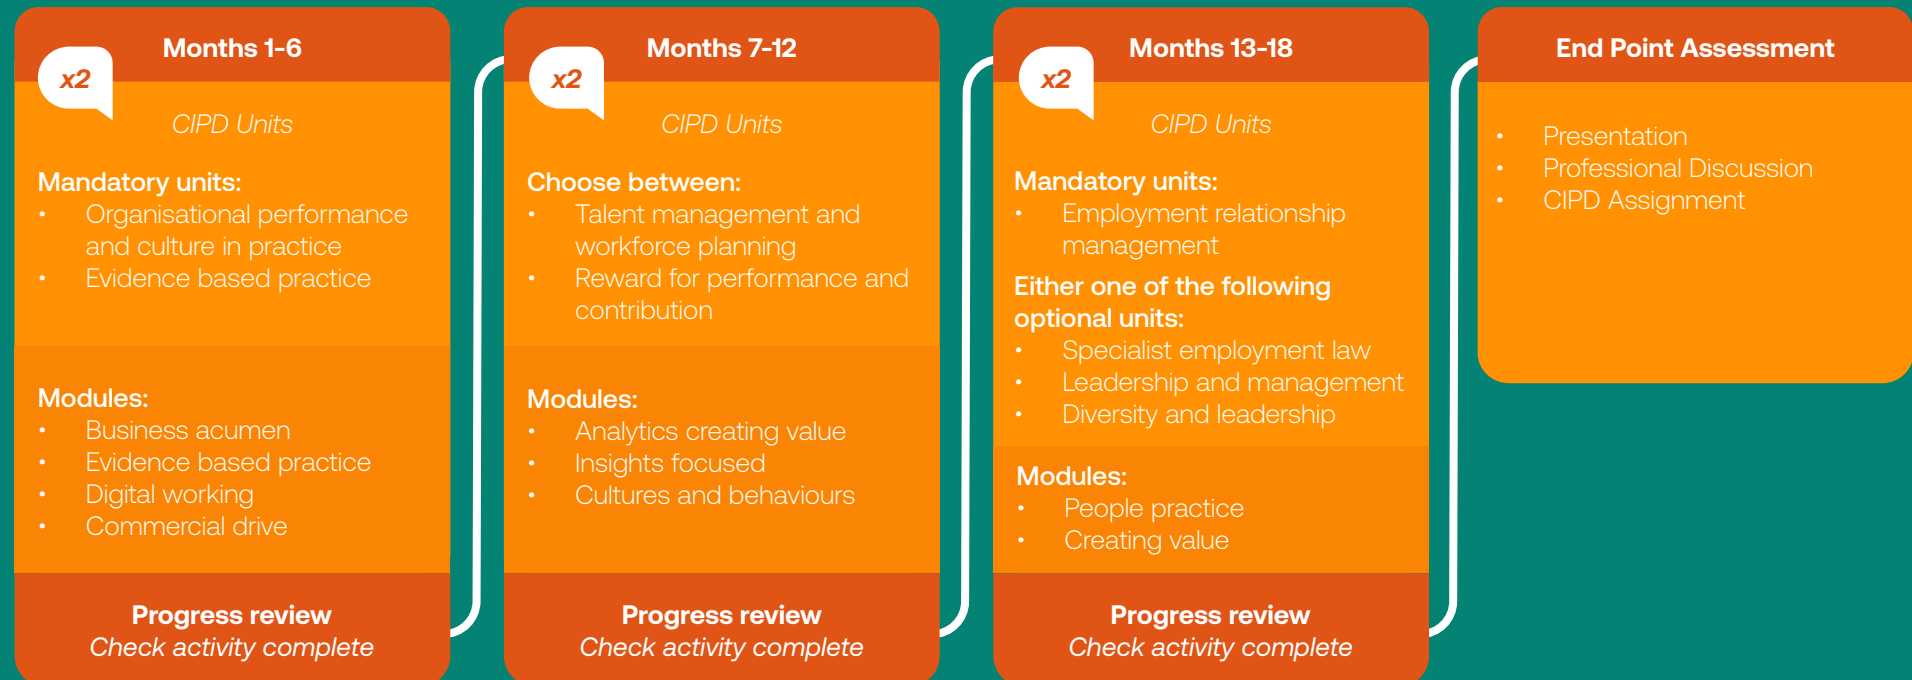 Months 1-6
x2
CIPD Units
Mandatory units:
• Organisational performance
and culture in practice
• Evidence based practice
Modules:
• Business acumen
• Evidence based practice
• Digital working
• Commercial drive
Progress review
Check activity complete
Months 7-12
x2
CIPD Units
Choose between:
• Talent management and
workforce planning
• Reward for performance and
contribution
Modules:
• Analytics creating value
• Insights focused
• Cultures and behaviours
Progress review
Check activity complete
Months 13-18
x2
CIPD Units
Mandatory units:
• Employment relationship
management
Either one of the following
optional units:
• Specialist employment law
• Leadership and management
• Diversity and leadership
Modules:
• People practice
• Creating value
Progress review
Check activity complete
End Point Assessment
• Presentation
• Professional Discussion
• CIPD Assignment